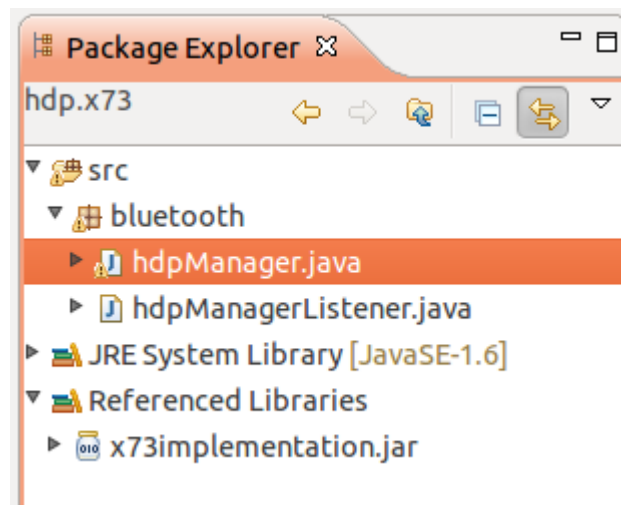 Package Explorer
hdp.x73
src
bluetooth
hdpManager.java
hdpManagerListener.java
JRE System Library [JavaSE-1.6]
Referenced Libraries
x73implementation.jar